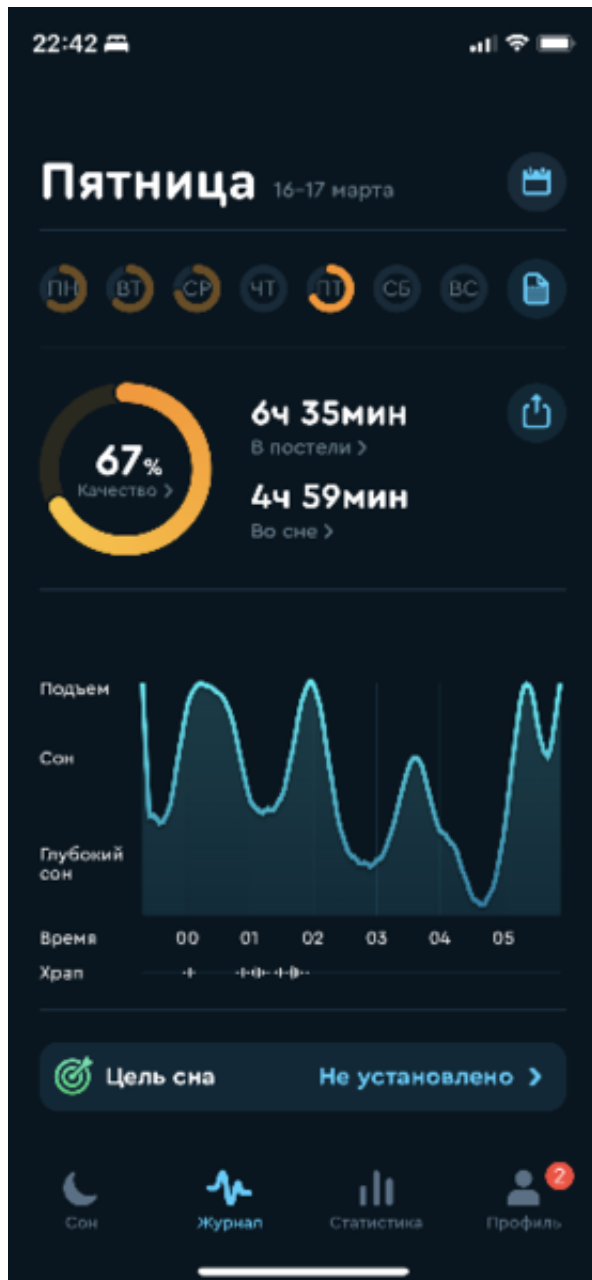 22:42
Пятница 16-17 марта
ПН ВТ СР ЧТ ПТ СБ ВС
67%
Качество >
6ч 35мин
В постели >
4ч 59мин
Во сне >
Подъем
Сон
Глубокий
сон
Время 00 01 02 03 04 05
Храп
Цель сна Не установлено >
2
Сон Журнал Статистика Профиль